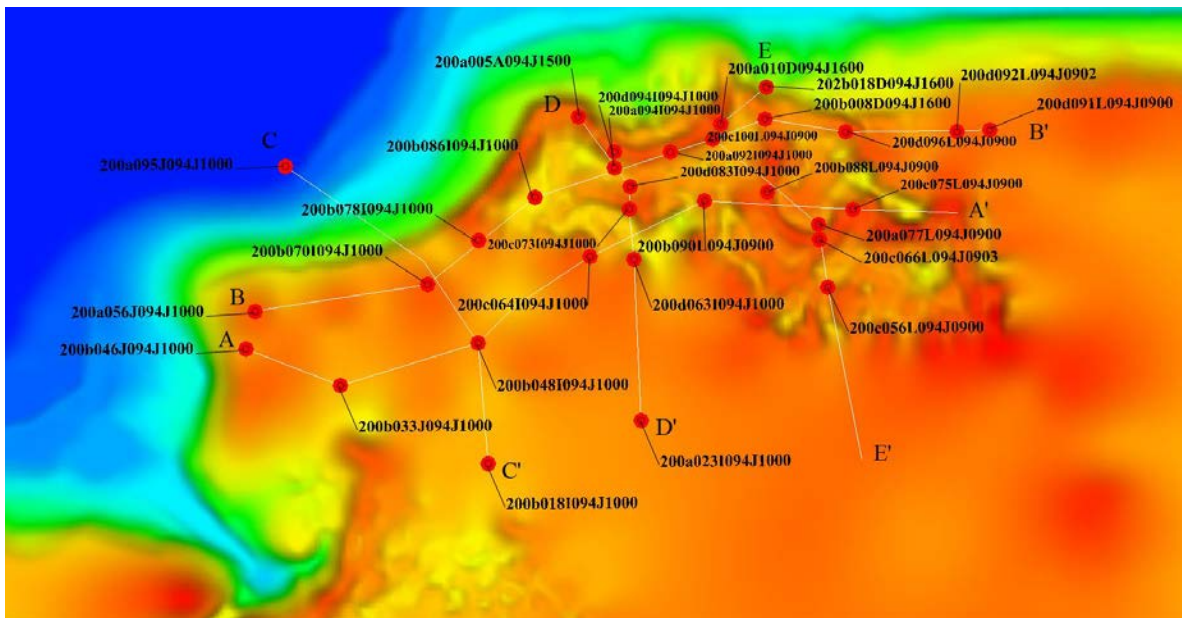 E
200a005A094J1500
200a010D094J1600
202b018D094J1600
200d092L094J0902
200d094I094J1000
200a094I094J1000
200b008D094J1600
200d091L094J0900
D
B'
C
200b086I094J1000
200c100L094J0900
200d096L094J0900
200a095J094J1000
200a092I094J1000
200d083I094J1000
200b088L094J0900
200c075L094J0900
200b078I094J1000
A'
200c073I094J1000
200b090L094J0900
200a077L094J0900
200b070I094J1000
200c066L094J0903
200c064I094J1000
200d063I094J1000
B
200a056J094J1000
200c056L094J0900
A
200b046J094J1000
200b048I094J1000
200b033J094J1000
D'
200a023I094J1000
E'
C'
200b018I094J1000